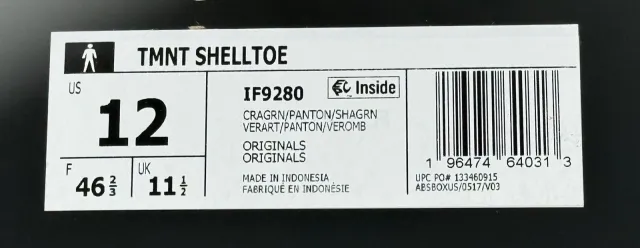 TMNT SHELLTOE
US
12
F
46 2/3
UK
11 1/2
IF9280
Inside
CRAGRN/PANTON/SHAGRN
VERART/PANTON/VEROMB
ORIGINALS
ORIGINALS
MADE IN INDONESIA
FABRIQUÉ EN INDONÉSIE
1 96474 64031 3
UPC PO# 133460915
ABSBOXUS/0517/V03